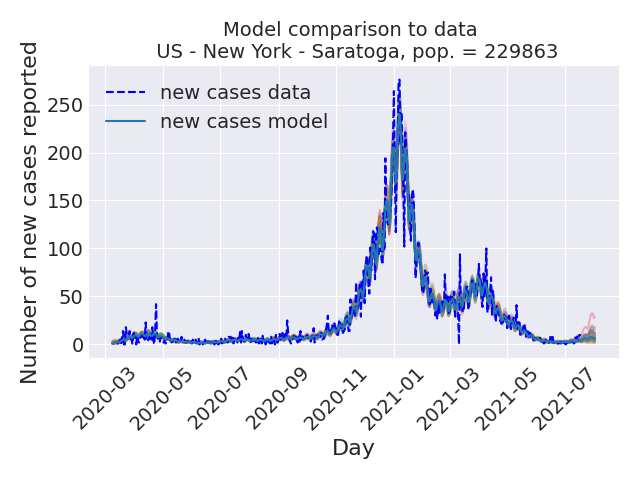 Model comparison to data
US - New York - Saratoga, pop. = 229863
Number of new cases reported
250
200
150
100
50
0
new cases data
new cases model
2020-03
2020-05
2020-07
2020-09
2020-11
2021-01
2021-03
2021-05
2021-07
Day